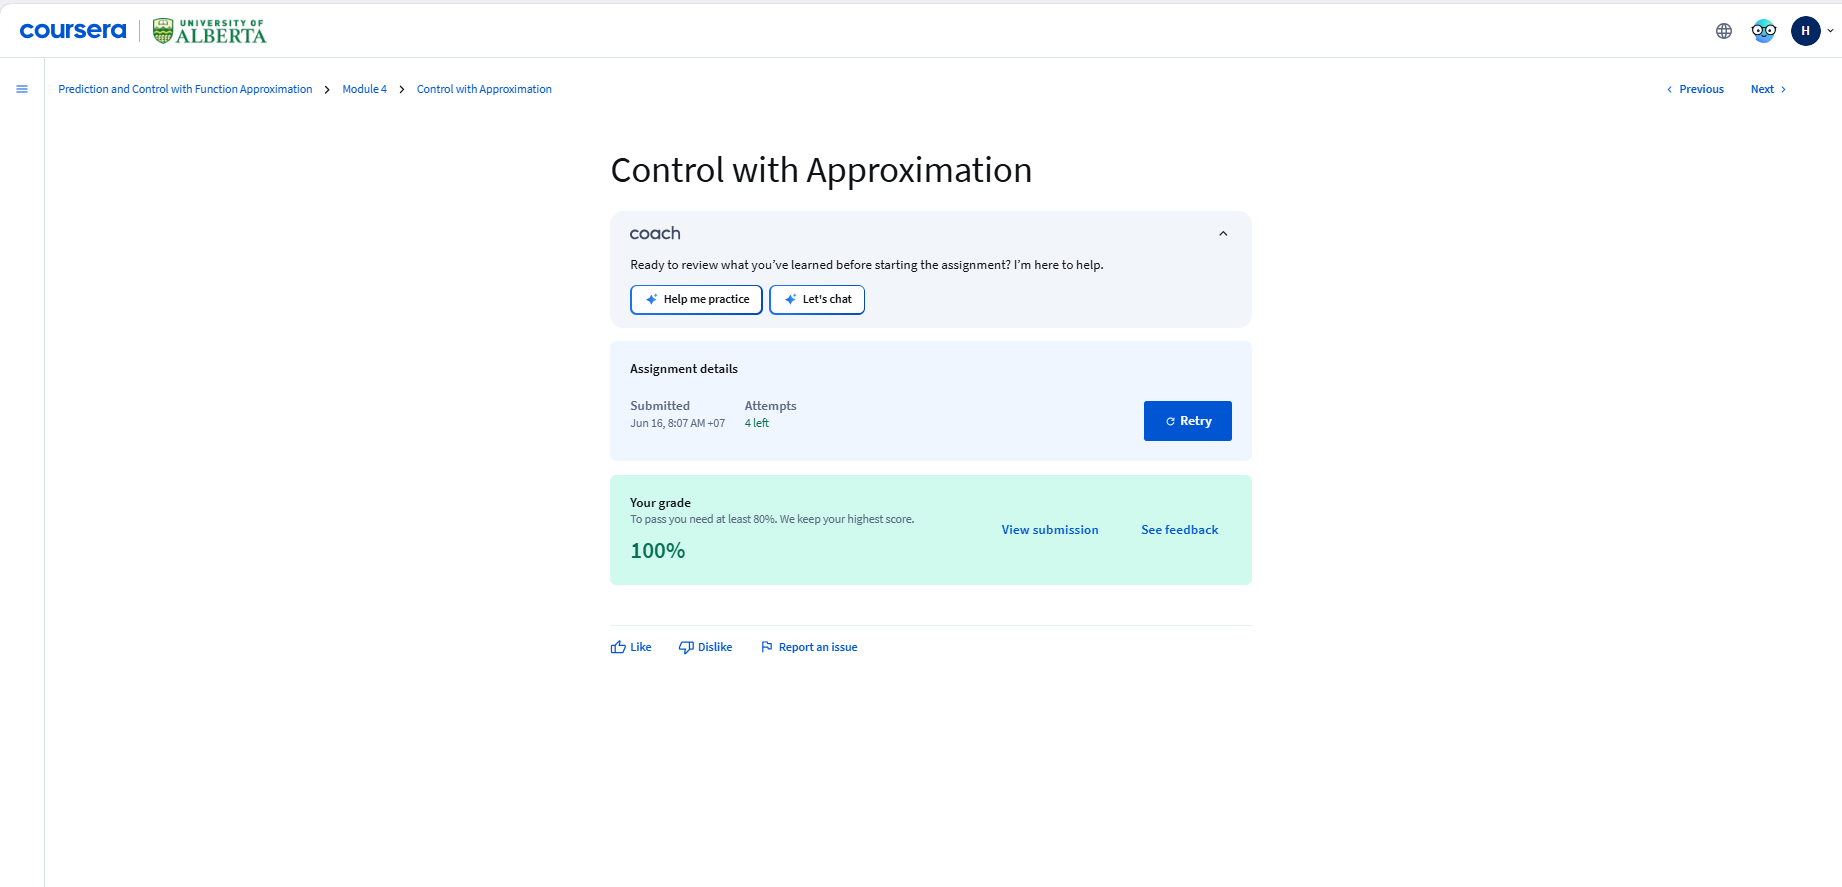 coursera
UNIVERSITY OF
ALBERTA
H
Prediction and Control with Function Approximation
Module 4
Control with Approximation
Previous
Next
Control with Approximation
coach
Ready to review what you’ve learned before starting the assignment? I’m here to help.
Help me practice
Let's chat
Assignment details
Submitted
Jun 16, 8:07 AM +07
Attempts
4 left
Retry
Your grade
To pass you need at least 80%. We keep your highest score.
100%
View submission
See feedback
Like
Dislike
Report an issue